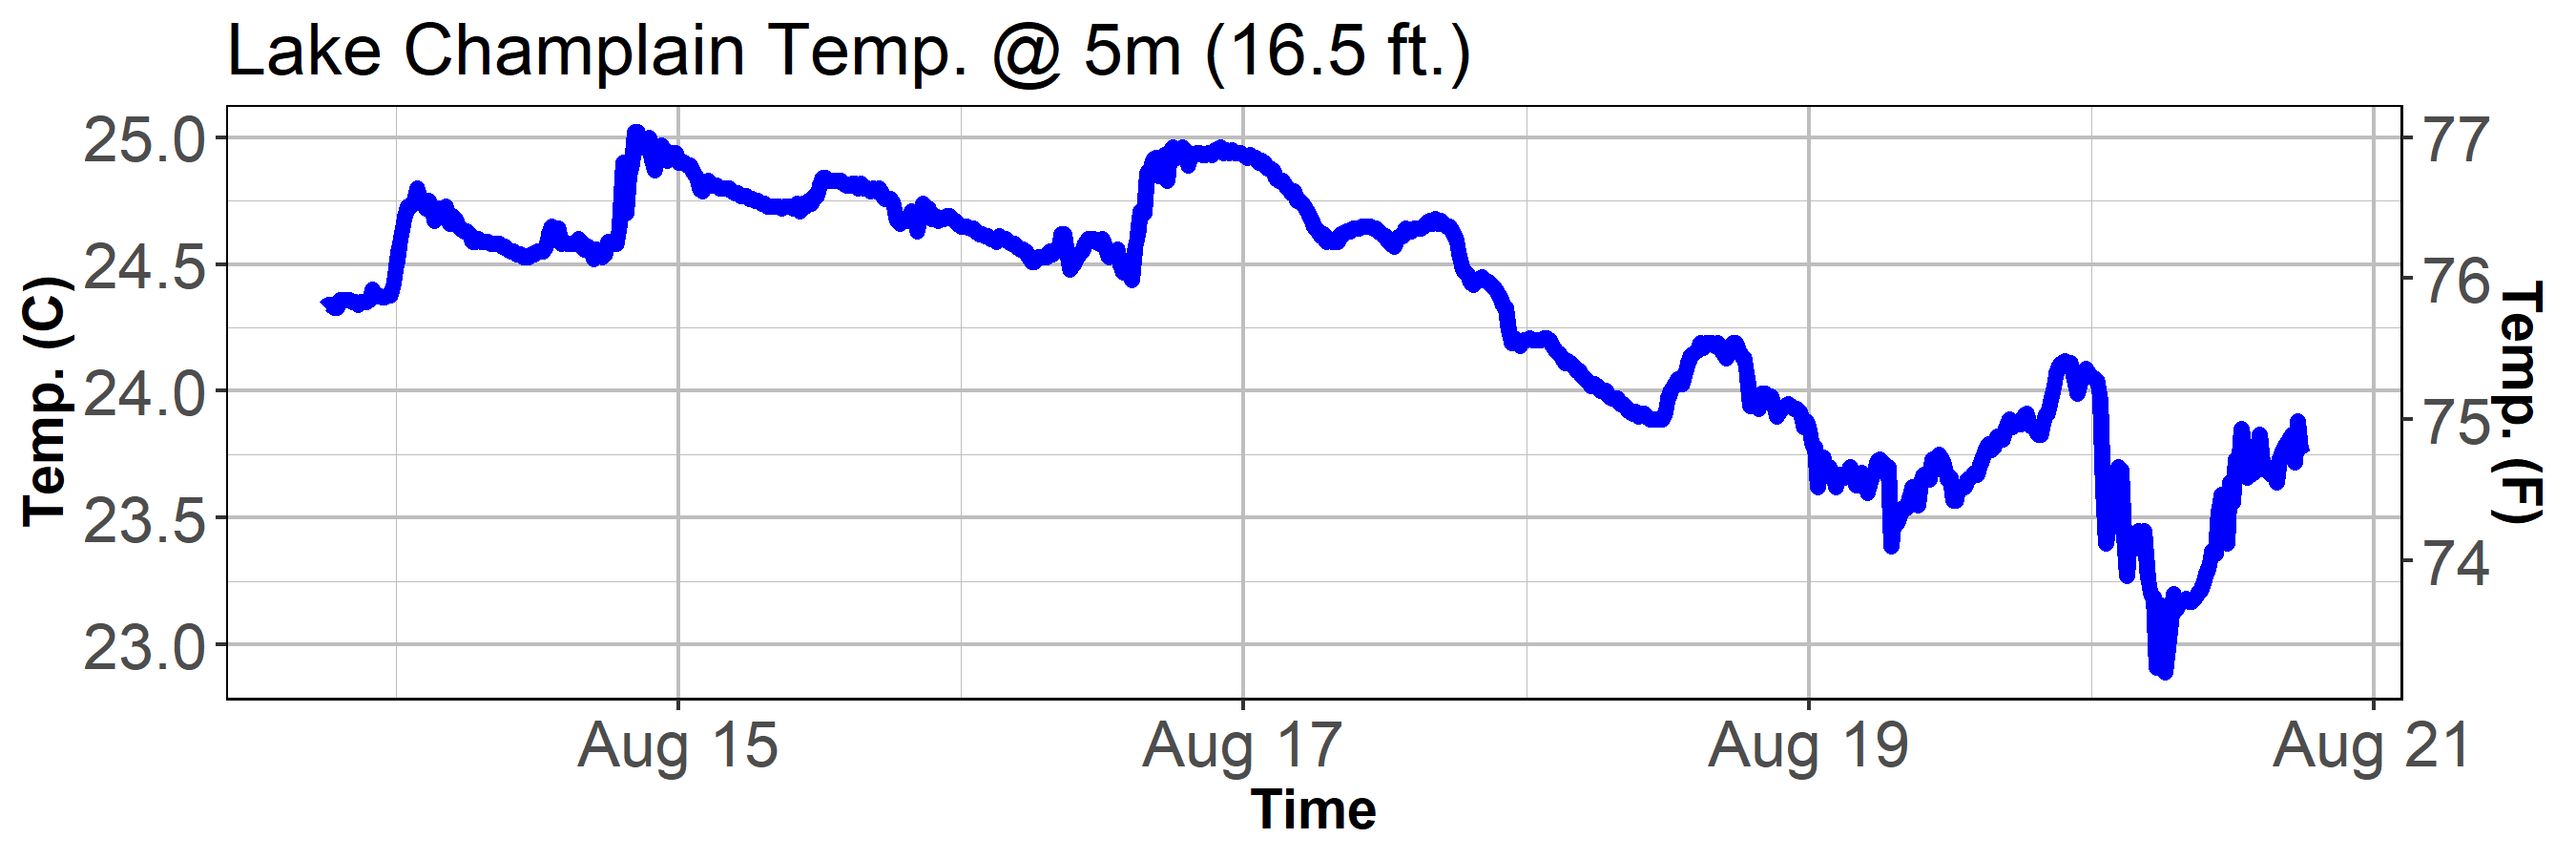 Lake Champlain Temp. @ 5m (16.5 ft.)
Temp. (C)
25.0
24.5
24.0
23.5
23.0
77
76
75
74
Temp. (F)
Aug 15
Aug 17
Aug 19
Aug 21
Time